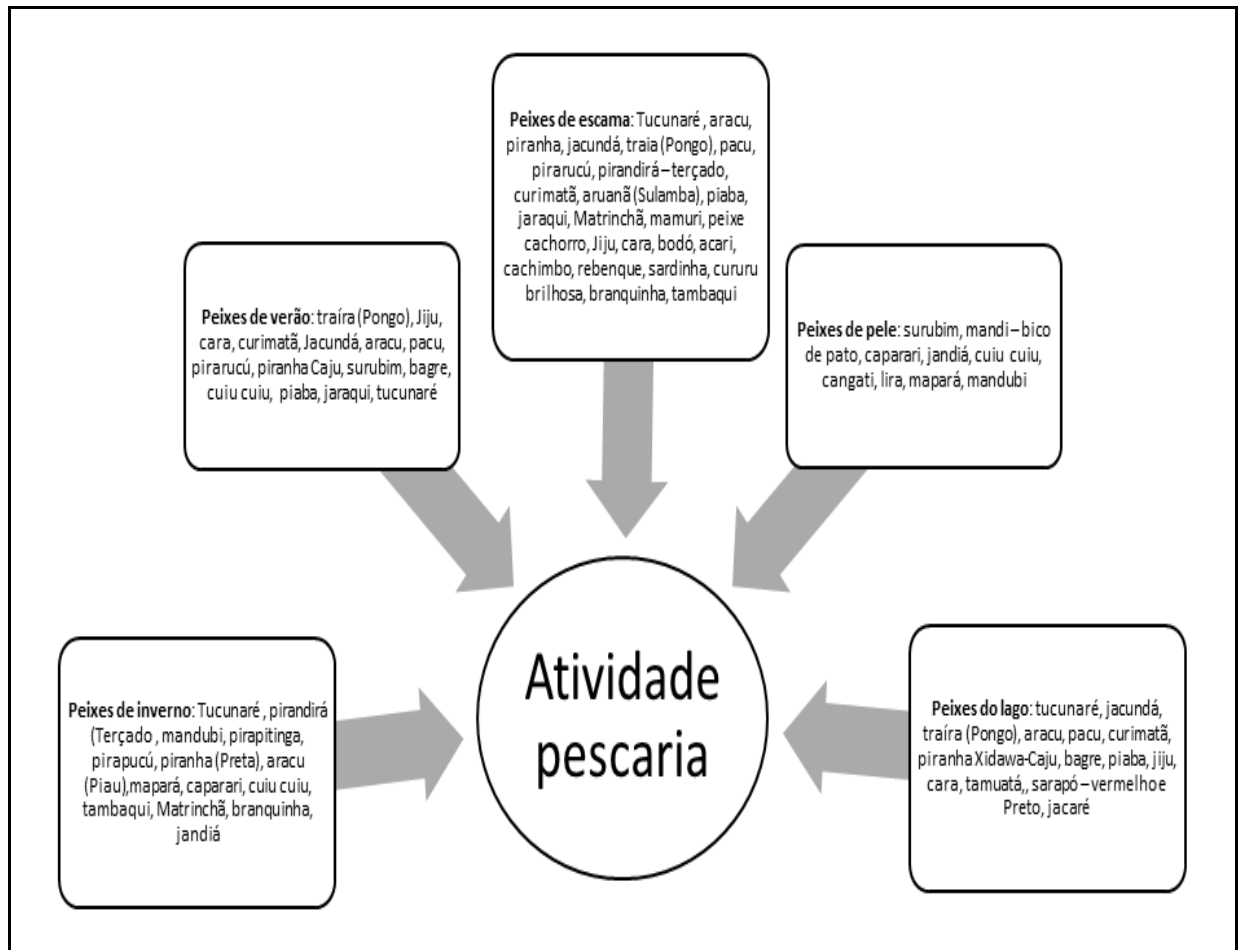 Peixes de escama: Tucunaré , aracu,
piranha, jacundá, traia (Pongo), pacu,
pirarucú, pirandirá – terçado,
curimatã, aruanã (Sulamba), piaba,
jaraqui, Matrinchã, mamuri, peixe
cachorro, Jiju, cara, bodó, acari,
cachimbo, rebenque, sardinha, cururu
brilhosa, branquinha, tambaqui
Peixes de verão: traíra (Pongo), Jiju,
cara, curimatã, Jacundá, aracu, pacu,
pirarucú, piranha Caju, surubim, bagre,
cuiu cuiu, piaba, jaraqui, tucunaré
Peixes de pele: surubim, mandi – bico
de pato, caparari, jandiá, cuiu cuiu,
cangati, lira, mapará, mandubi
Atividade
pescaria
Peixes de inverno: Tucunaré , pirandirá
(Terçado , mandubi, pirapitinga,
pirapucú, piranha (Preta), aracu
(Piau),mapará, caparari, cuiu cuiu,
tambaqui, Matrinchã, branquinha,
jandiá
Peixes do lago: tucunaré, jacundá,
traíra (Pongo), aracu, pacu, curimatã,
piranha Xidawa-Caju, bagre, piaba, jiju,
cara, tamuatá,, sarapó – vermelho e
Preto, jacaré